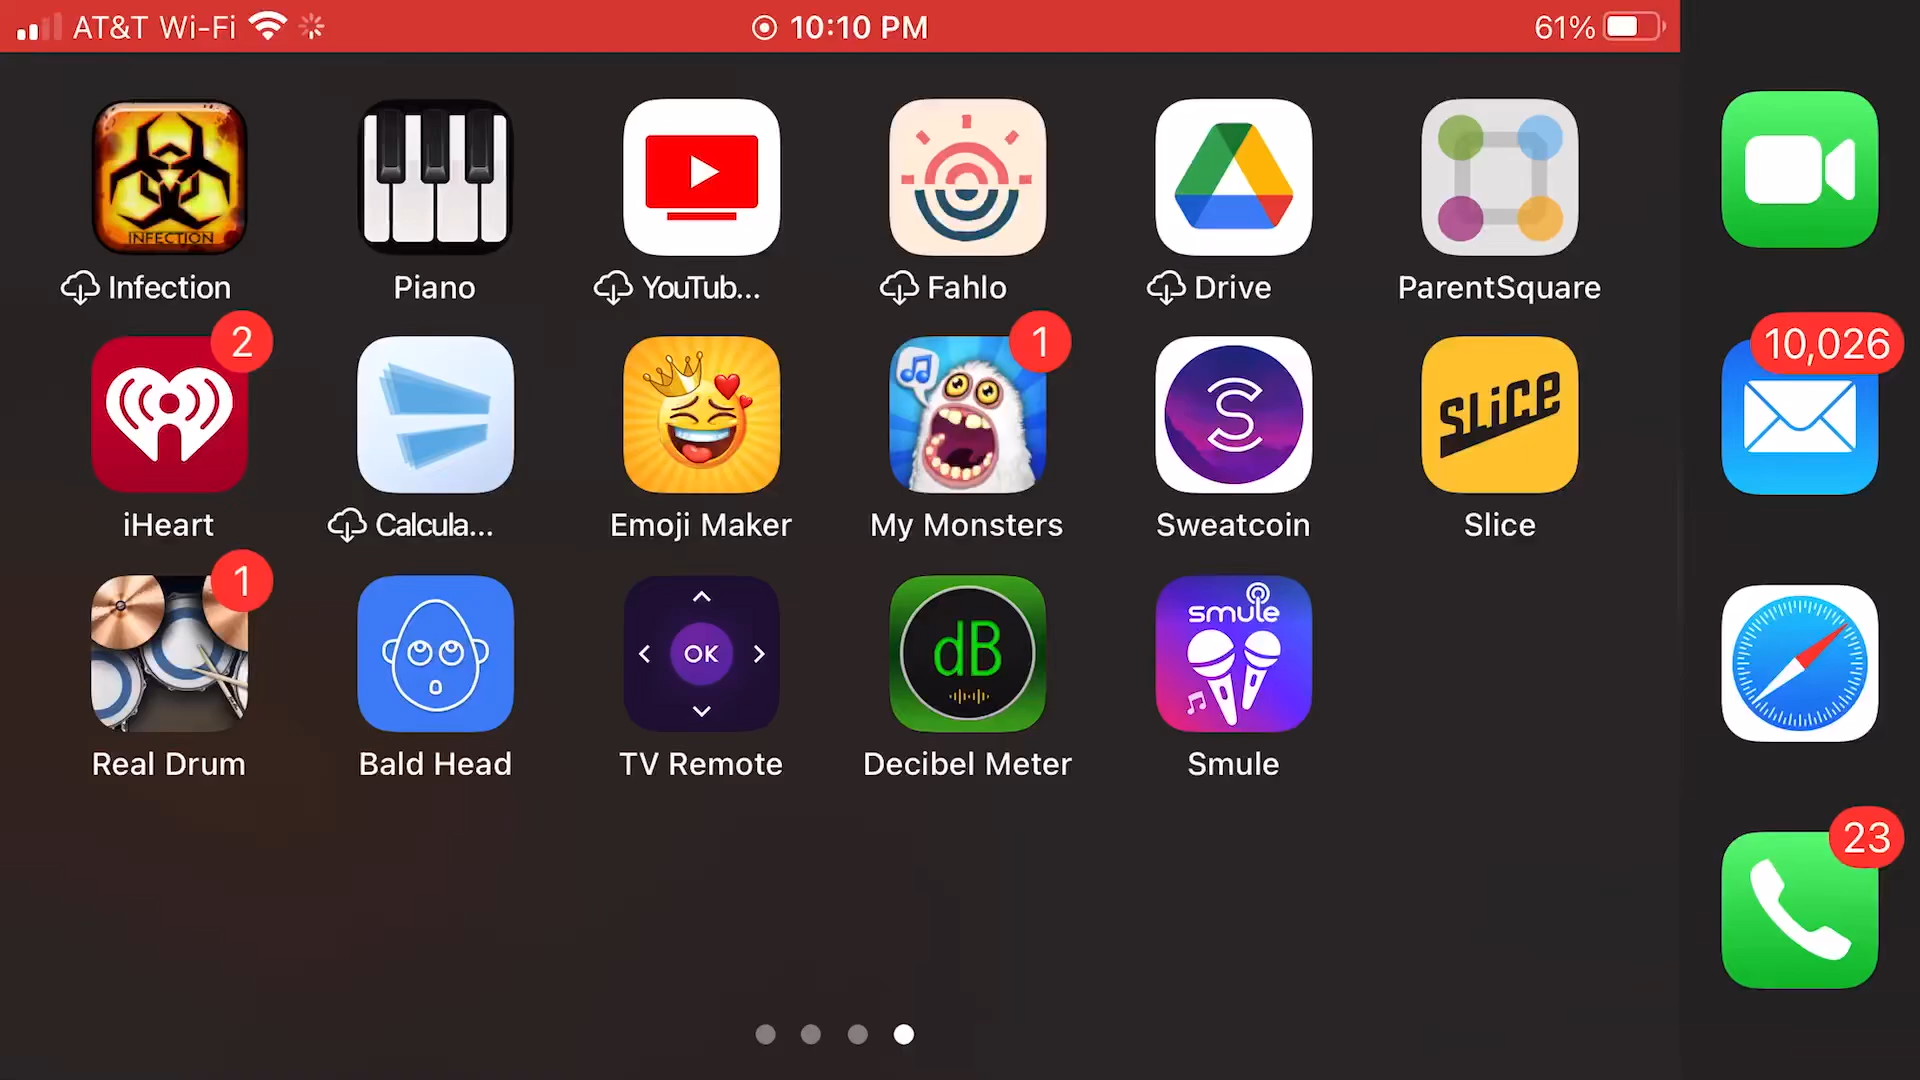 AT&T Wi-Fi 10:10 PM 61%
INFECTION
Infection Piano YouTub... Fahlo Drive ParentSquare
2 1 SLiCE 10,026
iHeart Calcula... Emoji Maker My Monsters Sweatcoin Slice
1 OK dB smule
Real Drum Bald Head TV Remote Decibel Meter Smule
23